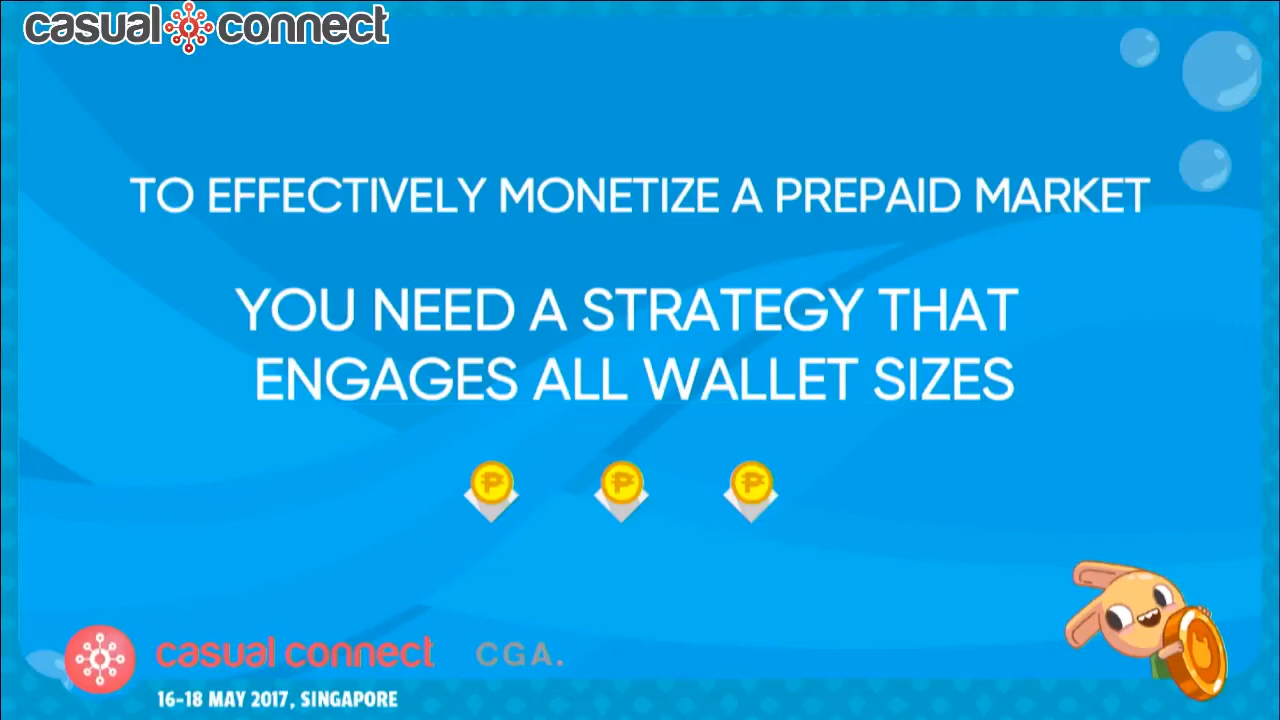 casual connect
TO EFFECTIVELY MONETIZE A PREPAID MARKET
YOU NEED A STRATEGY THAT
ENGAGES ALL WALLET SIZES
₱ ₱ ₱
casual connect CGA.
16-18 MAY 2017, SINGAPORE